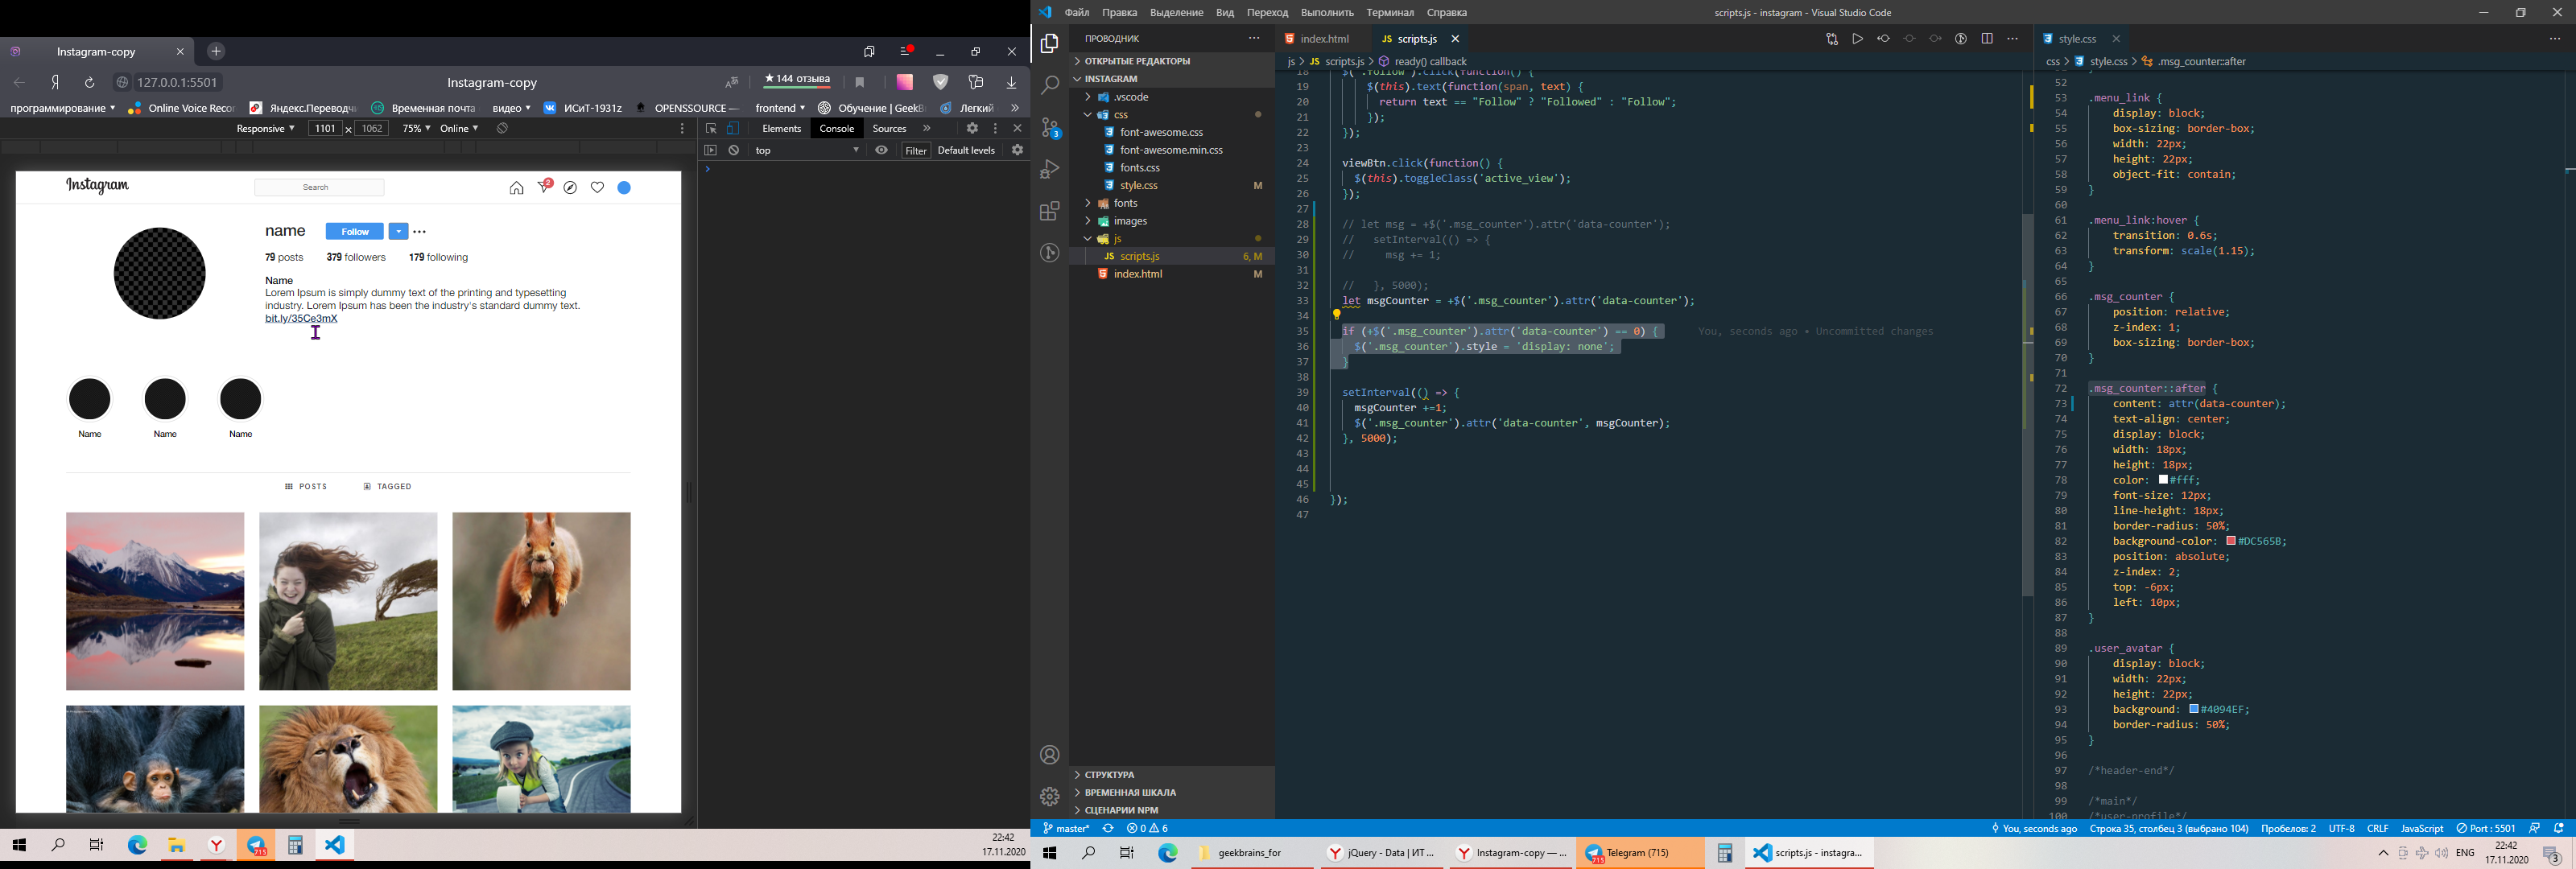 Instagram-copy
127.0.0.1:5501
Instagram-copy
★144 отзыва
программирование
Online Voice Recor
Яндекс.Переводч
Временная почта
видео
ИСиТ-1931z
OPENSSOURCE —
frontend
Обучение | GeekB
Легкий
»
Responsive
1101
x
1062
75%
Online
Elements
Console
Sources
»
top
Filter
Default levels
Instagram
Search
2
name
Follow
79 posts
379 followers
179 following
Name
Lorem Ipsum is simply dummy text of the printing and typesetting
industry. Lorem Ipsum has been the industry's standard dummy text.
bit.ly/35Ce3mX
Name
Name
Name
POSTS
TAGGED
715
22:42
17.11.2020
Файл
Правка
Выделение
Вид
Переход
Выполнить
Терминал
Справка
scripts.js - instagram - Visual Studio Code
ПРОВОДНИК
ОТКРЫТЫЕ РЕДАКТОРЫ
INSTAGRAM
.vscode
css
font-awesome.css
font-awesome.min.css
fonts.css
style.css M
fonts
images
js
scripts.js 6, M
index.html M
СТРУКТУРА
ВРЕМЕННАЯ ШКАЛА
СЦЕНАРИИ NPM
3
index.html
JS scripts.js
js > JS scripts.js > ready() callback
18 $('.follow').click(function() {
19 $(this).text(function(span, text) {
20 return text == "Follow" ? "Followed" : "Follow";
21 });
22 });
23
24 viewBtn.click(function() {
25 $(this).toggleClass('active_view');
26 });
27
28 // let msg = +$('.msg_counter').attr('data-counter');
29 // setInterval(() => {
30 // msg += 1;
31
32 // }, 5000);
33 let msgCounter = +$('.msg_counter').attr('data-counter');
34
35 if (+$('.msg_counter').attr('data-counter') == 0) { You, seconds ago • Uncommitted changes
36 $('.msg_counter').style = 'display: none';
37 }
38
39 setInterval(() => {
40 msgCounter +=1;
41 $('.msg_counter').attr('data-counter', msgCounter);
42 }, 5000);
43
44
45
46 });
47
style.css
css > style.css > .msg_counter::after
52
53 .menu_link {
54 display: block;
55 box-sizing: border-box;
56 width: 22px;
57 height: 22px;
58 object-fit: contain;
59 }
60
61 .menu_link:hover {
62 transition: 0.6s;
63 transform: scale(1.15);
64 }
65
66 .msg_counter {
67 position: relative;
68 z-index: 1;
69 box-sizing: border-box;
70 }
71
72 .msg_counter::after {
73 content: attr(data-counter);
74 text-align: center;
75 display: block;
76 width: 18px;
77 height: 18px;
78 color: #fff;
79 font-size: 12px;
80 line-height: 18px;
81 border-radius: 50%;
82 background-color: #DC565B;
83 position: absolute;
84 z-index: 2;
85 top: -6px;
86 left: 10px;
87 }
88
89 .user_avatar {
90 display: block;
91 width: 22px;
92 height: 22px;
93 background: #4094EF;
94 border-radius: 50%;
95 }
96
97 /*header-end*/
98
99 /*main*/
100 /*user-profile*/
master*
0
6
You, seconds ago
Строка 35, столбец 3 (выбрано 104)
Пробелов: 2
UTF-8
CRLF
JavaScript
Port : 5501
geekbrains_for
jQuery - Data | ИТ ...
Instagram-copy — ...
715
Telegram (715)
scripts.js - instagra...
ENG
22:42
17.11.2020
3